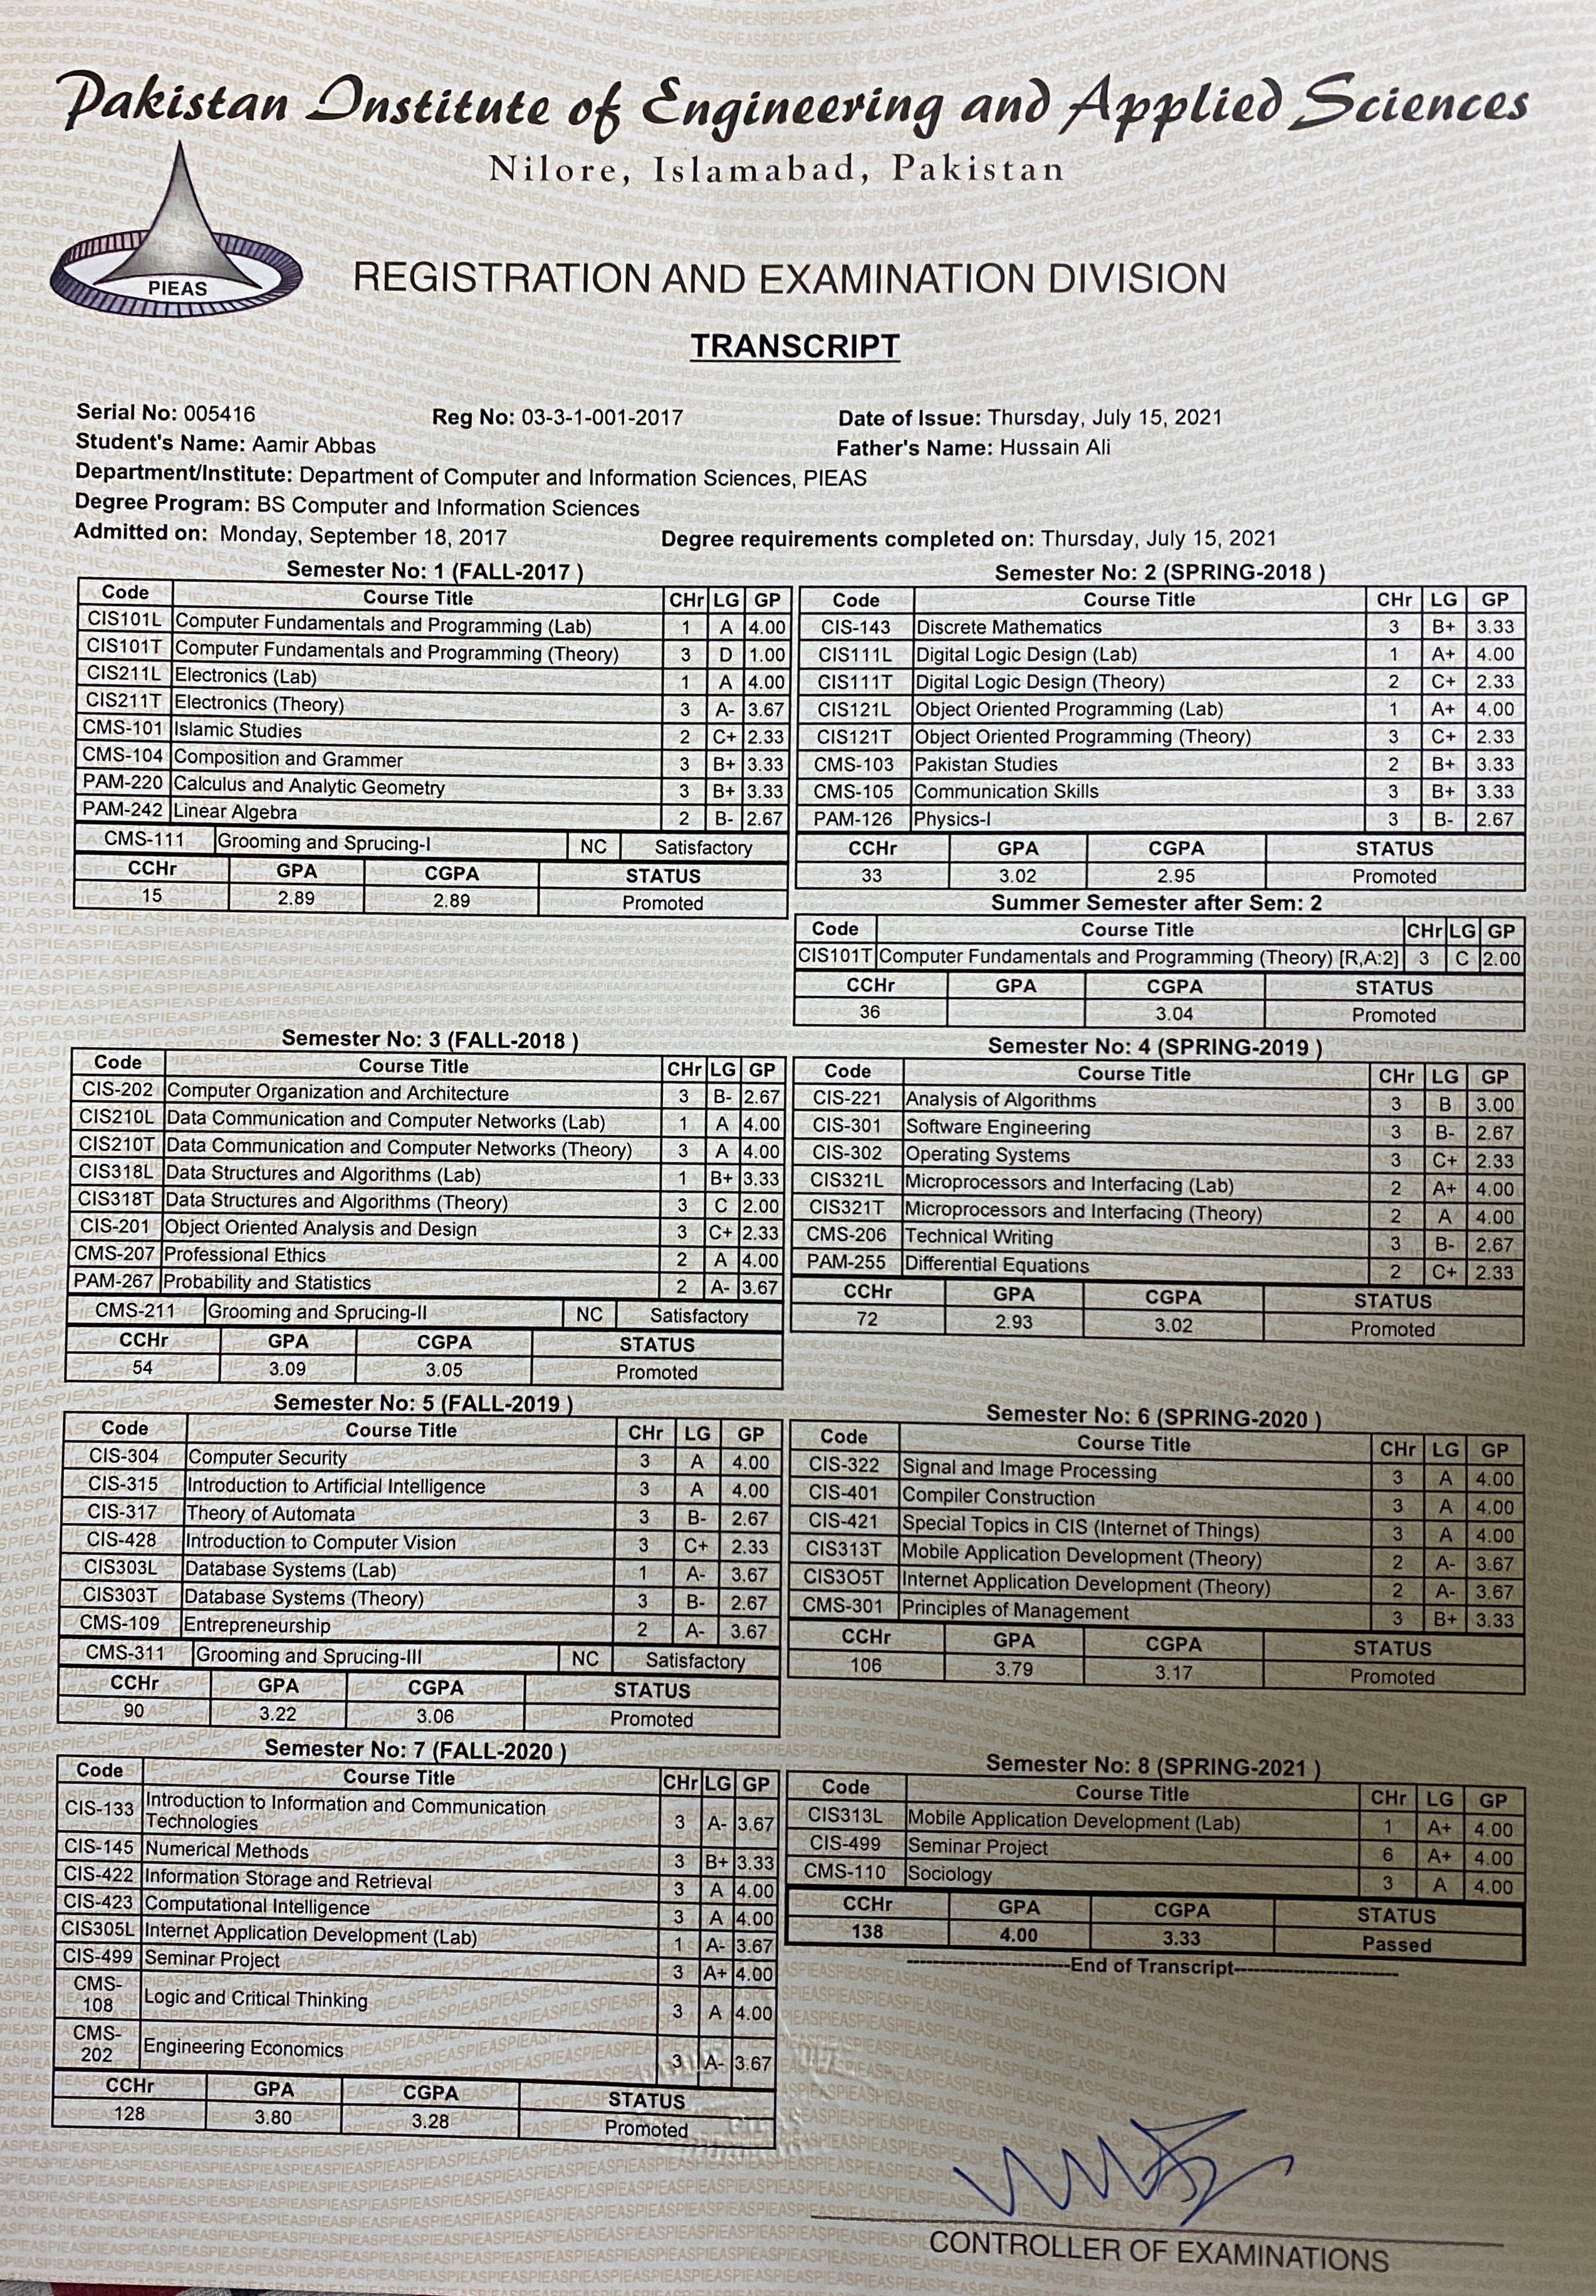 Pakistan Institute of Engineering and Applied Sciences
Nilore, Islamabad, Pakistan
PIEAS
REGISTRATION AND EXAMINATION DIVISION
TRANSCRIPT
Serial No: 005416 Reg No: 03-3-1-001-2017 Date of Issue: Thursday, July 15, 2021
Student's Name: Aamir Abbas Father's Name: Hussain Ali
Department/Institute: Department of Computer and Information Sciences, PIEAS
Degree Program: BS Computer and Information Sciences
Admitted on: Monday, September 18, 2017 Degree requirements completed on: Thursday, July 15, 2021
Semester No: 1 (FALL-2017 )
Code Course Title CHr LG GP
CIS101L Computer Fundamentals and Programming (Lab) 1 A 4.00
CIS101T Computer Fundamentals and Programming (Theory) 3 D 1.00
CIS211L Electronics (Lab) 1 A 4.00
CIS211T Electronics (Theory) 3 A- 3.67
CMS-101 Islamic Studies 2 C+ 2.33
CMS-104 Composition and Grammer 3 B+ 3.33
PAM-220 Calculus and Analytic Geometry 3 B+ 3.33
PAM-242 Linear Algebra 2 B- 2.67
CMS-111 Grooming and Sprucing-I NC Satisfactory
CCHr GPA CGPA STATUS
15 2.89 2.89 Promoted
Semester No: 2 (SPRING-2018 )
Code Course Title CHr LG GP
CIS-143 Discrete Mathematics 3 B+ 3.33
CIS111L Digital Logic Design (Lab) 1 A+ 4.00
CIS111T Digital Logic Design (Theory) 2 C+ 2.33
CIS121L Object Oriented Programming (Lab) 1 A+ 4.00
CIS121T Object Oriented Programming (Theory) 3 C+ 2.33
CMS-103 Pakistan Studies 2 B+ 3.33
CMS-105 Communication Skills 3 B+ 3.33
PAM-126 Physics-I 3 B- 2.67
CCHr GPA CGPA STATUS
33 3.02 2.95 Promoted
Summer Semester after Sem: 2
Code Course Title CHr LG GP
CIS101T Computer Fundamentals and Programming (Theory) [R,A:2] 3 C 2.00
CCHr GPA CGPA STATUS
36 3.04 Promoted
Semester No: 3 (FALL-2018 )
Code Course Title CHr LG GP
CIS-202 Computer Organization and Architecture 3 B- 2.67
CIS210L Data Communication and Computer Networks (Lab) 1 A 4.00
CIS210T Data Communication and Computer Networks (Theory) 3 A 4.00
CIS318L Data Structures and Algorithms (Lab) 1 B+ 3.33
CIS318T Data Structures and Algorithms (Theory) 3 C 2.00
CIS-201 Object Oriented Analysis and Design 3 C+ 2.33
CMS-207 Professional Ethics 2 A 4.00
PAM-267 Probability and Statistics 2 A- 3.67
CMS-211 Grooming and Sprucing-II NC Satisfactory
CCHr GPA CGPA STATUS
54 3.09 3.05 Promoted
Semester No: 4 (SPRING-2019 )
Code Course Title CHr LG GP
CIS-221 Analysis of Algorithms 3 B 3.00
CIS-301 Software Engineering 3 B- 2.67
CIS-302 Operating Systems 3 C+ 2.33
CIS321L Microprocessors and Interfacing (Lab) 2 A+ 4.00
CIS321T Microprocessors and Interfacing (Theory) 2 A 4.00
CMS-206 Technical Writing 3 B- 2.67
PAM-255 Differential Equations 2 C+ 2.33
CCHr GPA CGPA STATUS
72 2.93 3.02 Promoted
Semester No: 5 (FALL-2019 )
Code Course Title CHr LG GP
CIS-304 Computer Security 3 A 4.00
CIS-315 Introduction to Artificial Intelligence 3 A 4.00
CIS-317 Theory of Automata 3 B- 2.67
CIS-428 Introduction to Computer Vision 3 C+ 2.33
CIS303L Database Systems (Lab) 1 A- 3.67
CIS303T Database Systems (Theory) 3 B- 2.67
CMS-109 Entrepreneurship 2 A- 3.67
CMS-311 Grooming and Sprucing-III NC Satisfactory
CCHr GPA CGPA STATUS
90 3.22 3.06 Promoted
Semester No: 6 (SPRING-2020 )
Code Course Title CHr LG GP
CIS-322 Signal and Image Processing 3 A 4.00
CIS-401 Compiler Construction 3 A 4.00
CIS-421 Special Topics in CIS (Internet of Things) 3 A 4.00
CIS313T Mobile Application Development (Theory) 2 A- 3.67
CIS3O5T Internet Application Development (Theory) 2 A- 3.67
CMS-301 Principles of Management 3 B+ 3.33
CCHr GPA CGPA STATUS
106 3.79 3.17 Promoted
Semester No: 7 (FALL-2020 )
Code Course Title CHr LG GP
CIS-133 Introduction to Information and Communication
Technologies 3 A- 3.67
CIS-145 Numerical Methods 3 B+ 3.33
CIS-422 Information Storage and Retrieval 3 A 4.00
CIS-423 Computational Intelligence 3 A 4.00
CIS305L Internet Application Development (Lab) 1 A- 3.67
CIS-499 Seminar Project 3 A+ 4.00
CMS-
108 Logic and Critical Thinking 3 A 4.00
CMS-
202 Engineering Economics 3 A- 3.67
CCHr GPA CGPA STATUS
128 3.80 3.28 Promoted
Semester No: 8 (SPRING-2021 )
Code Course Title CHr LG GP
CIS313L Mobile Application Development (Lab) 1 A+ 4.00
CIS-499 Seminar Project 6 A+ 4.00
CMS-110 Sociology 3 A 4.00
CCHr GPA CGPA STATUS
138 4.00 3.33 Passed
-----------------------End of Transcript-----------------------
CONTROLLER OF EXAMINATIONS